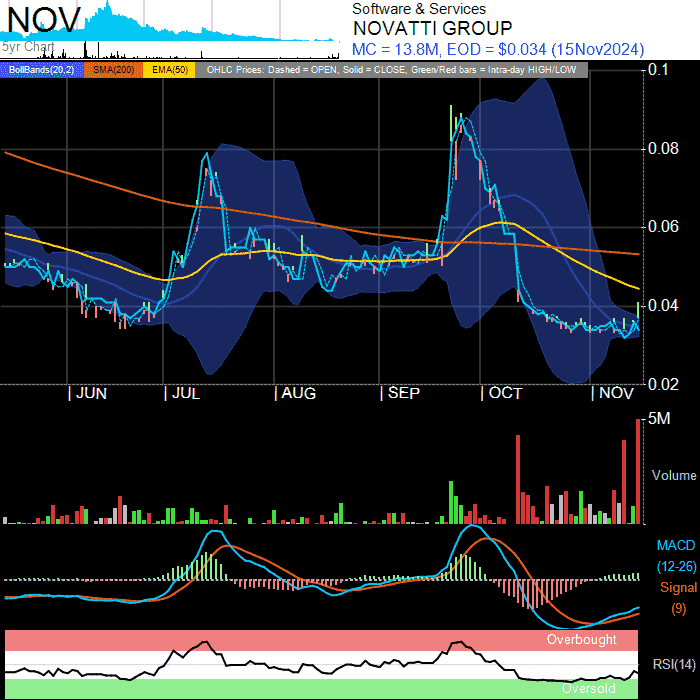 NOV
5yr Chart
Software & Services
NOVATTI GROUP
MC = 13.8M, EOD = $0.034 (15Nov2024)
BollBands(20,2) SMA(200) EMA(50) OHLC Prices: Dashed = OPEN, Solid = CLOSE, Green/Red bars = Intra-day HIGH/LOW
0.1
0.08
0.06
0.04
0.02
JUN JUL AUG SEP OCT NOV
5M
Volume
MACD
(12-26)
Signal
(9)
Overbought
RSI(14)
Oversold